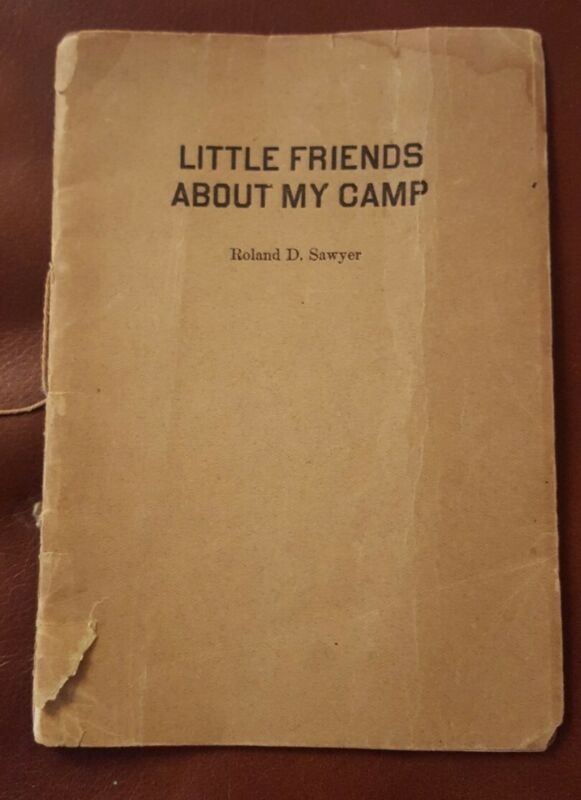 LITTLE FRIENDS
ABOUT MY CAMP
Roland D. Sawyer